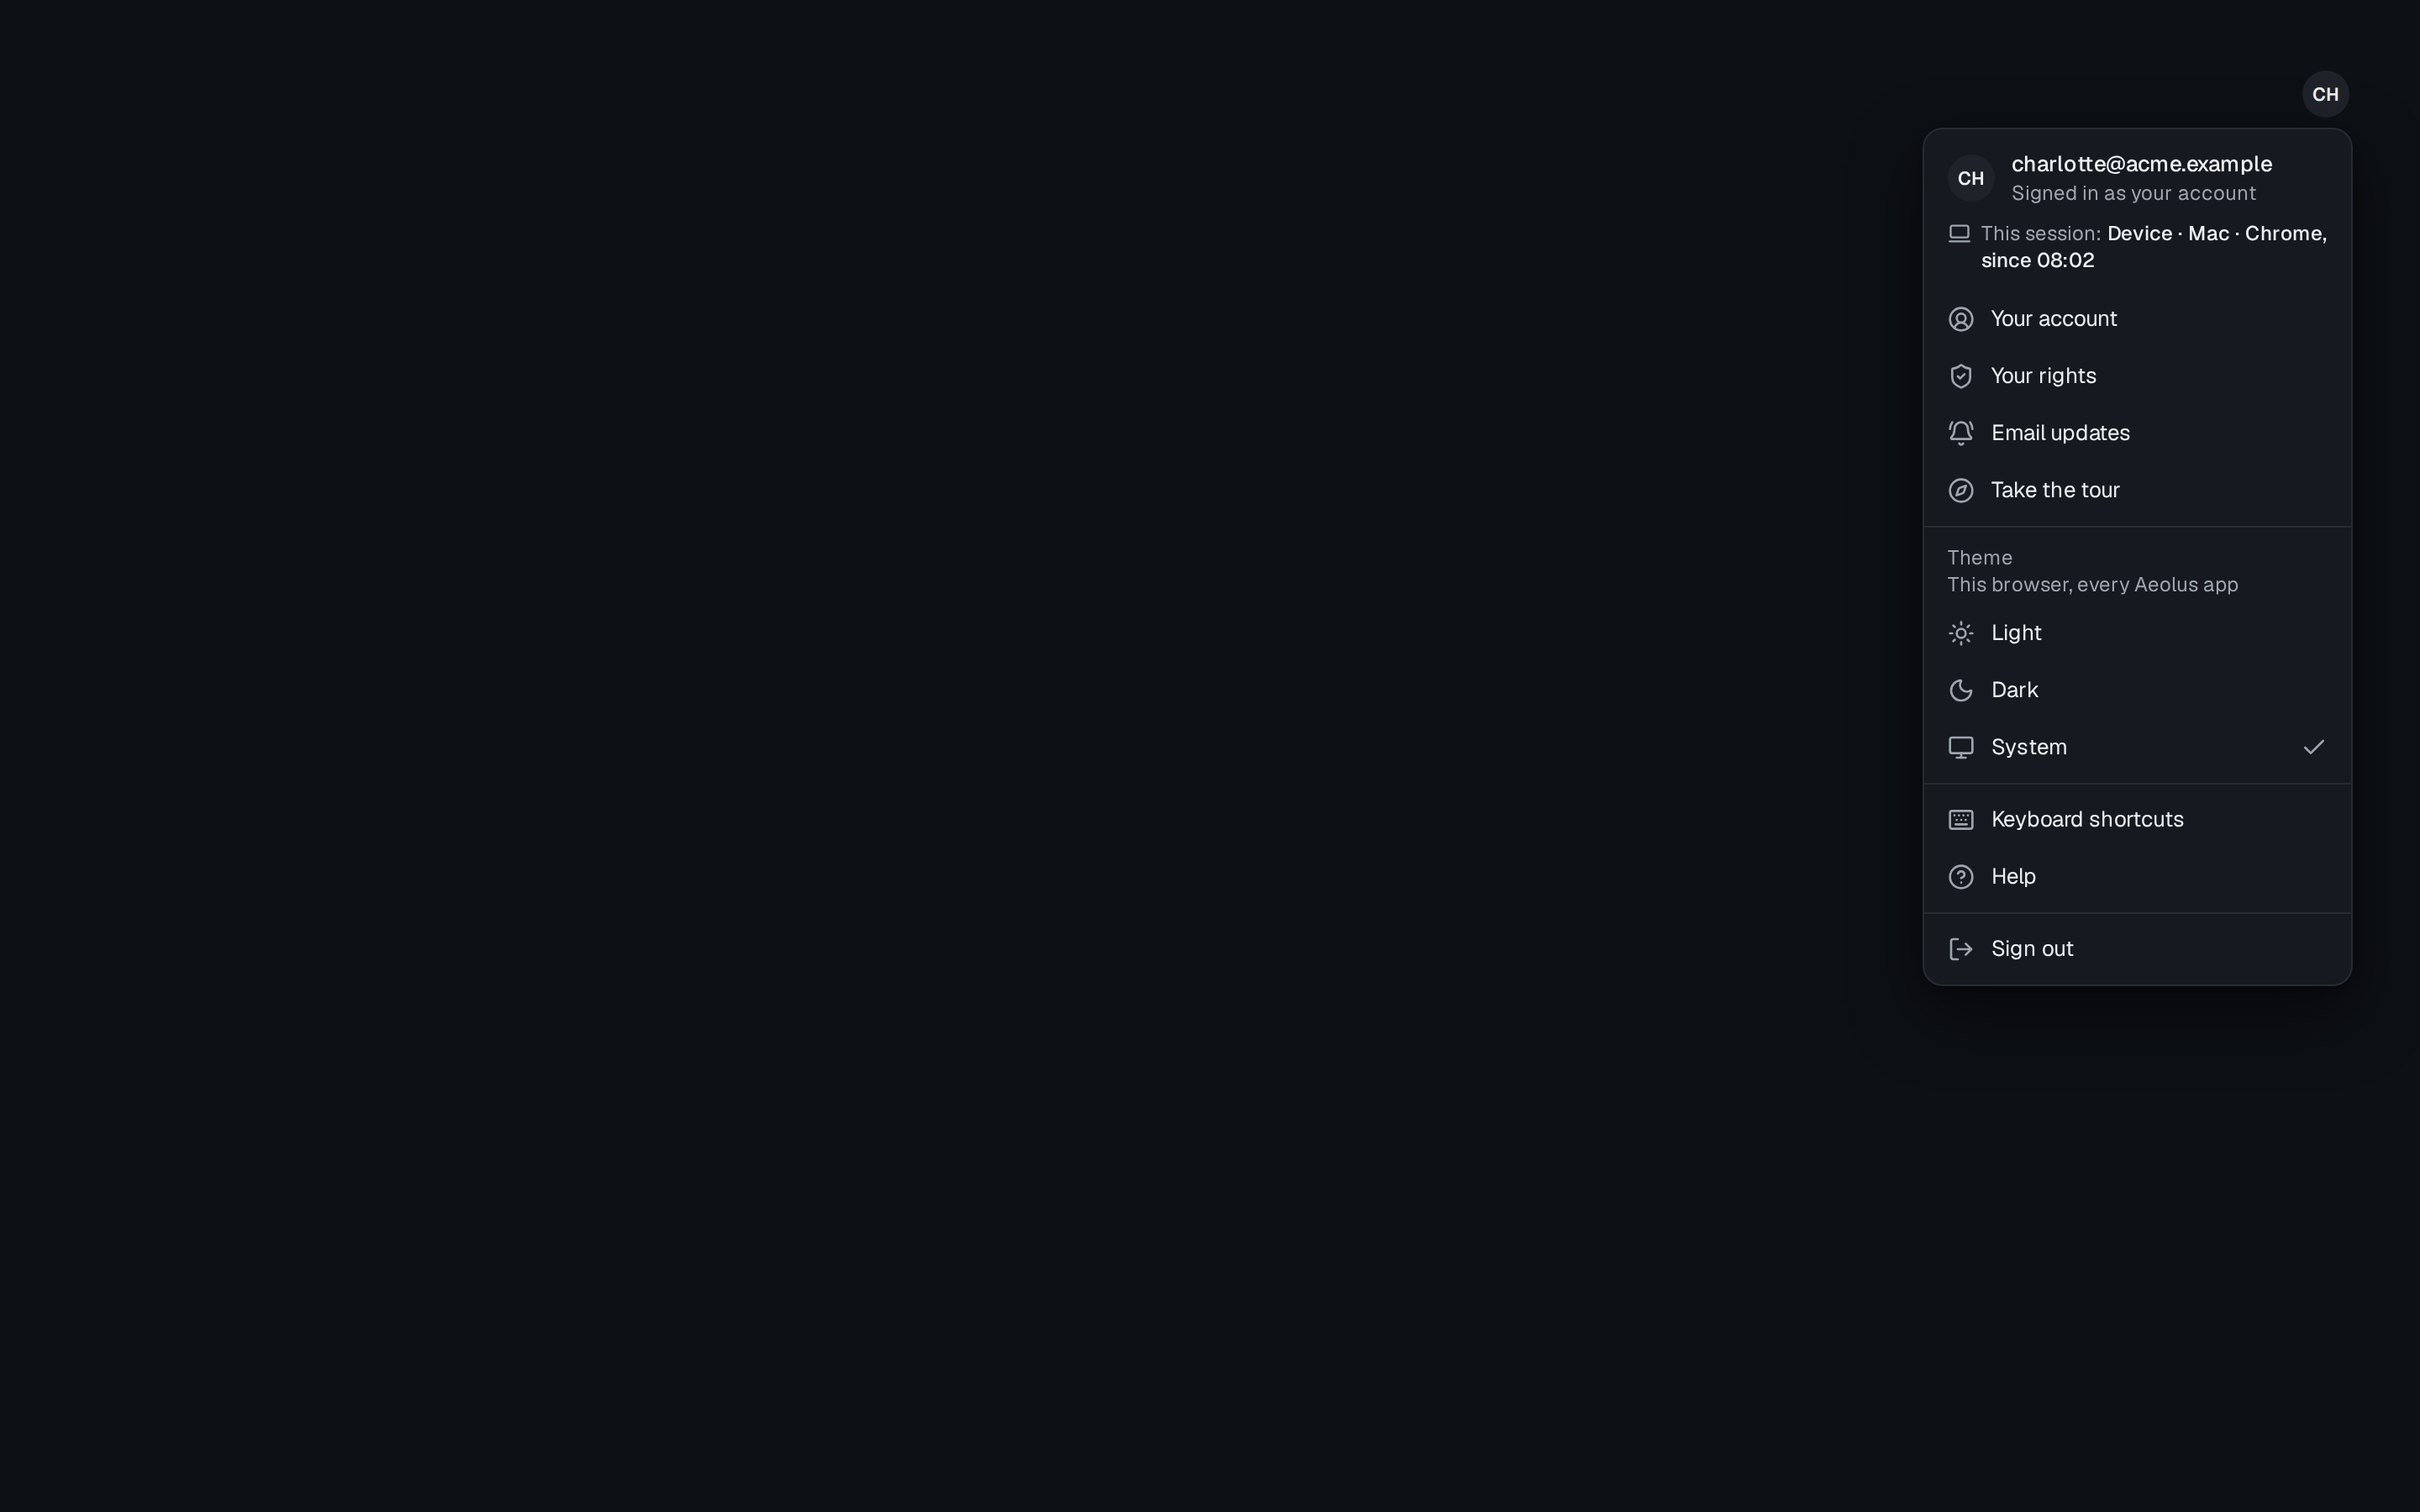 CH
CH
charlotte@acme.example
Signed in as your account
This session: Device · Mac · Chrome,
since 08:02
Your account
Your rights
Email updates
Take the tour
Theme
This browser, every Aeolus app
Light
Dark
System
Keyboard shortcuts
Help
Sign out